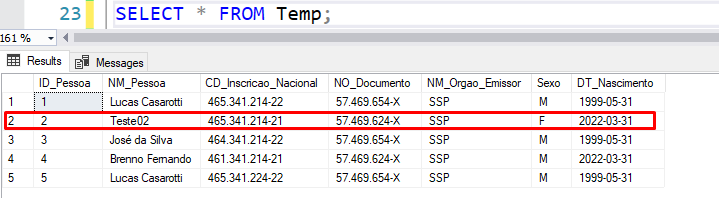 23 SELECT * FROM Temp;
161 %
Results Messages
ID_Pessoa NM_Pessoa CD_Inscricao_Nacional NO_Documento NM_Orgao_Emissor Sexo DT_Nascimento
1 1 Lucas Casarotti 465.341.214-22 57.469.654-X SSP M 1999-05-31
2 2 Teste02 465.341.214-21 57.469.624-X SSP F 2022-03-31
3 3 José da Silva 464.341.214-22 57.469.654-X SSP M 1999-05-31
4 4 Brenno Fernando 461.341.214-21 57.469.624-X SSP M 2022-03-31
5 5 Lucas Casarotti 465.341.224-22 57.469.654-X SSP M 1999-05-31